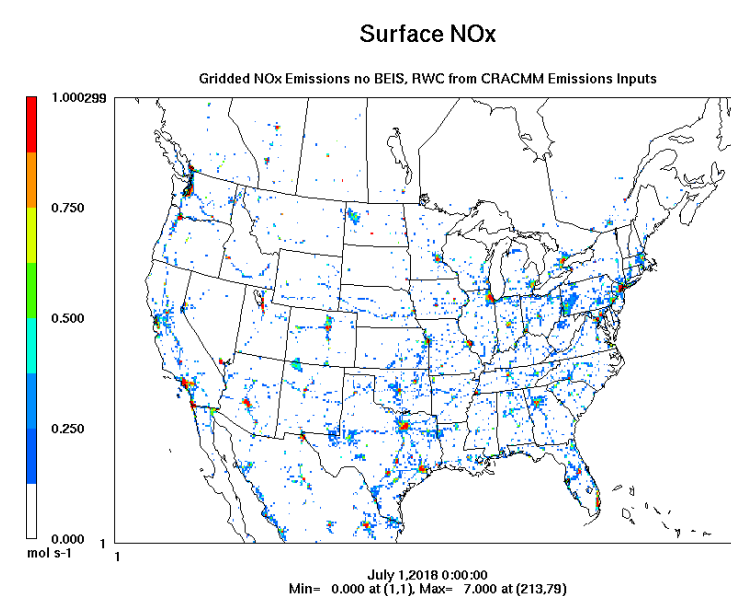 Surface NOx
Gridded NOx Emissions no BEIS, RWC from CRACMM Emissions Inputs
1.000
0.750
0.500
0.250
0.000
mol s-1
299
1
1
July 1,2018 0:00:00
Min= 0.000 at (1,1), Max= 7.000 at (213,79)